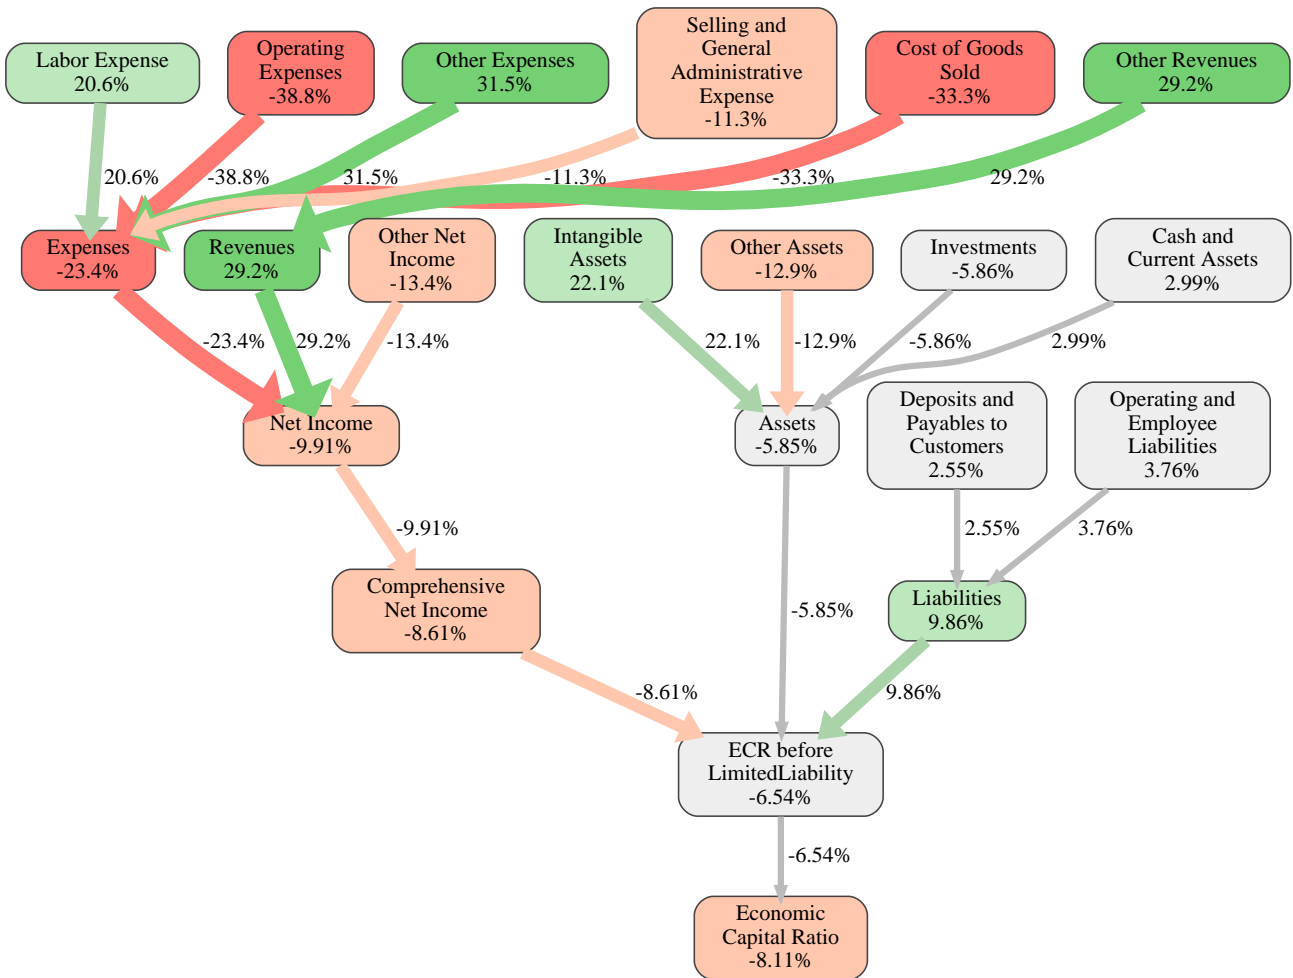 Labor Expense
20.6%
Operating
Expenses
-38.8%
Other Expenses
31.5%
Selling and
General
Administrative
Expense
-11.3%
Cost of Goods
Sold
-33.3%
Other Revenues
29.2%
20.6%
-38.8%
31.5%
-11.3%
-33.3%
29.2%
Expenses
-23.4%
Revenues
29.2%
Other Net
Income
-13.4%
Intangible
Assets
22.1%
Other Assets
-12.9%
Investments
-5.86%
Cash and
Current Assets
2.99%
-23.4%
29.2%
-13.4%
22.1%
-12.9%
-5.86%
2.99%
Net Income
-9.91%
Assets
-5.85%
Deposits and
Payables to
Customers
2.55%
Operating and
Employee
Liabilities
3.76%
-9.91%
2.55%
3.76%
Comprehensive
Net Income
-8.61%
-5.85%
Liabilities
9.86%
-8.61%
9.86%
ECR before
LimitedLiability
-6.54%
-6.54%
Economic
Capital Ratio
-8.11%